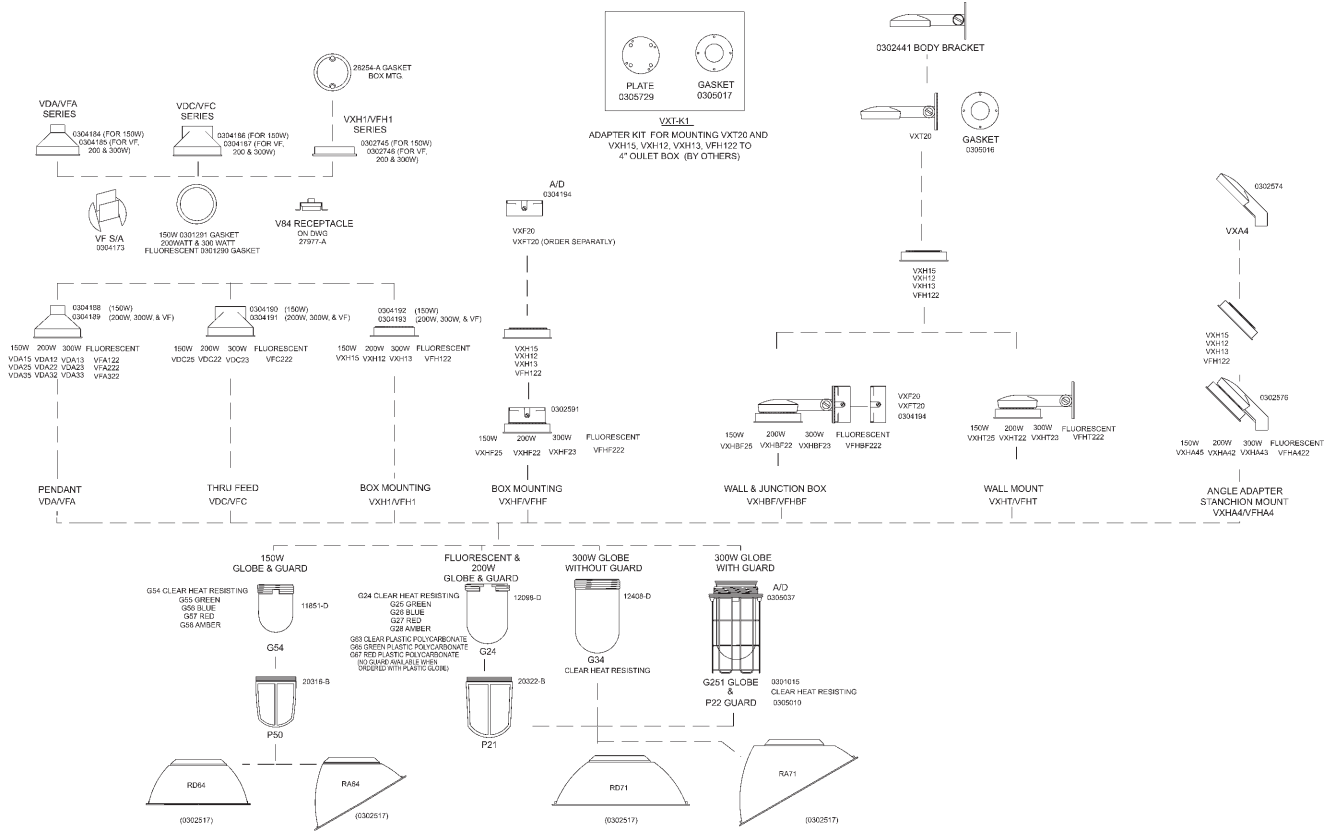 0302441 BODY BRACKET
28254-A GASKET
BOX MTG.
PLATE
0305729
GASKET
0305017
VXT-K1
ADAPTER KIT FOR MOUNTING VXT20 AND
VXH15, VXH12, VXH13, VFH122 TO
4" OULET BOX (BY OTHERS)
VXT20
GASKET
0305016
VDA/VFA
SERIES
0304184 (FOR 150W)
0304185 (FOR VF,
200 & 300W)
VDC/VFC
SERIES
0304186 (FOR 150W)
0304187 (FOR VF,
200 & 300W)
VXH1/VFH1
SERIES
0302745 (FOR 150W)
0302746 (FOR VF,
200 & 300W)
VF S/A
0304173
150W 0301291 GASKET
200WATT & 300 WATT
FLUORESCENT 0301290 GASKET
V84 RECEPTACLE
ON DWG
27977-A
A/D
0304194
VXF20
VXFT20 (ORDER SEPARATLY)
0302574
VXA4
VXH15
VXH12
VXH13
VFH122
0304188 (150W)
0304189 (200W, 300W, & VF)
150W 200W 300W FLUORESCENT
VDA15 VDA12 VDA13 VFA122
VDA25 VDA22 VDA23 VFA222
VDA35 VDA32 VDA33 VFA322
0304190 (150W)
0304191 (200W, 300W, & VF)
150W 200W 300W FLUORESCENT
VDC25 VDC22 VDC23 VFC222
0304192 (150W)
0304193 (200W, 300W, & VF)
150W 200W 300W FLUORESCENT
VXH15 VXH12 VXH13 VFH122
VXH15
VXH12
VXH13
VFH122
0302591
150W 200W 300W FLUORESCENT
VXHF25 VXHF22 VXHF23 VFHF222
VXF20
VXFT20
0304194
150W 200W 300W FLUORESCENT
VXHBF25 VXHBF22 VXHBF23 VFHBF222
150W 200W 300W FLUORESCENT
VXHT25 VXHT22 VXHT23 VFHT222
VXH15
VXH12
VXH13
VFH122
0302576
150W 200W 300W FLUORESCENT
VXHA45 VXHA42 VXHA43 VFHA422
PENDANT
VDA/VFA
THRU FEED
VDC/VFC
BOX MOUNTING
VXH1/VFH1
BOX MOUNTING
VXHF/VFHF
WALL & JUNCTION BOX
VXHBF/VFHBF
WALL MOUNT
VXHT/VFHT
ANGLE ADAPTER
STANCHION MOUNT
VXHA4/VFHA4
150W
GLOBE & GUARD
G54 CLEAR HEAT RESISTING
G55 GREEN
G56 BLUE
G57 RED
G58 AMBER
11851-D
G54
20316-B
P50
FLUORESCENT &
200W
GLOBE & GUARD
G24 CLEAR HEAT RESISTING
G25 GREEN
G26 BLUE
G27 RED
G28 AMBER
G63 CLEAR PLASTIC POLYCARBONATE
G65 GREEN PLASTIC POLYCARBONATE
G67 RED PLASTIC POLYCARBONATE
(NO GUARD AVAILABLE WHEN
ORDERED WITH PLASTIC GLOBE)
12098-D
G24
20322-B
P21
300W GLOBE
WITHOUT GUARD
12408-D
G34
CLEAR HEAT RESISTING
300W GLOBE
WITH GUARD
A/D
0305037
G251 GLOBE
&
P22 GUARD
0301015
CLEAR HEAT RESISTING
0305010
RD64
(0302517)
RA64
(0302517)
RD71
(0302517)
RA71
(0302517)